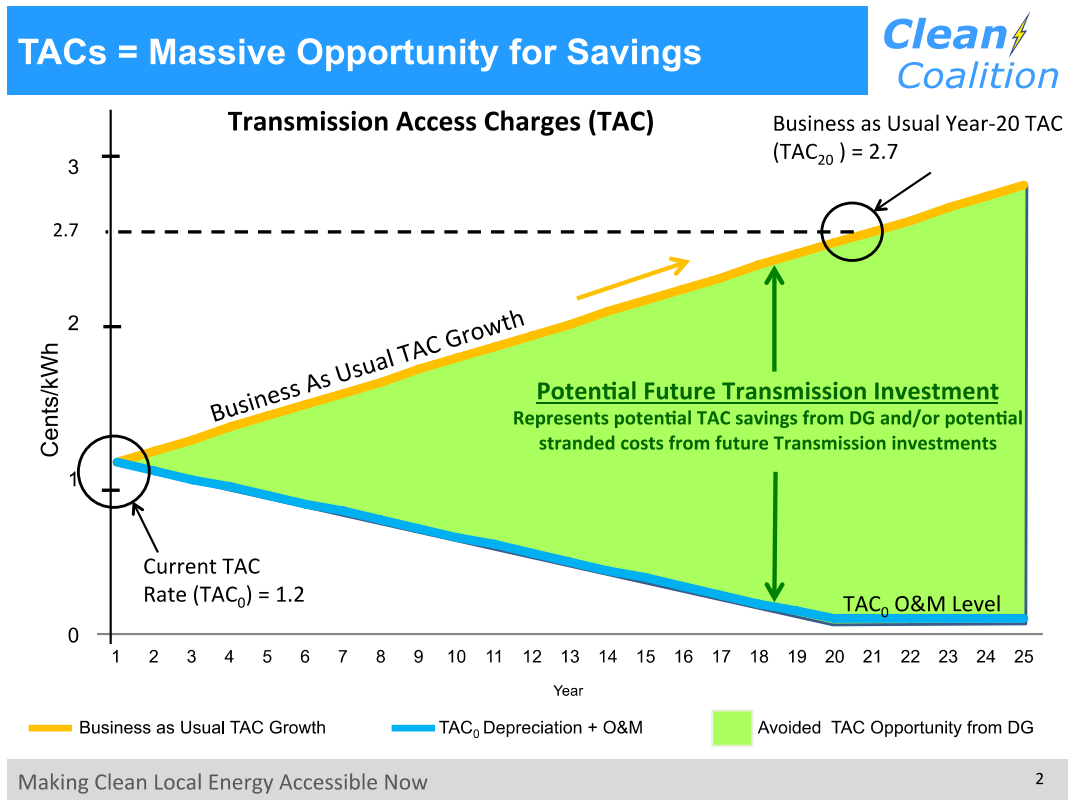 TACs = Massive Opportunity for Savings
Clean
Coalition
Transmission Access Charges (TAC)
Business as Usual Year-20 TAC
(TAC20 ) = 2.7
3
2.7
2
1
0
Cents/kWh
Business As Usual TAC Growth
Potential Future Transmission Investment
Represents potential TAC savings from DG and/or potential
stranded costs from future Transmission investments
Current TAC
Rate (TAC0) = 1.2
TAC0 O&M Level
1 2 3 4 5 6 7 8 9 10 11 12 13 14 15 16 17 18 19 20 21 22 23 24 25
Year
Business as Usual TAC Growth
TAC0 Depreciation + O&M
Avoided TAC Opportunity from DG
Making Clean Local Energy Accessible Now
2